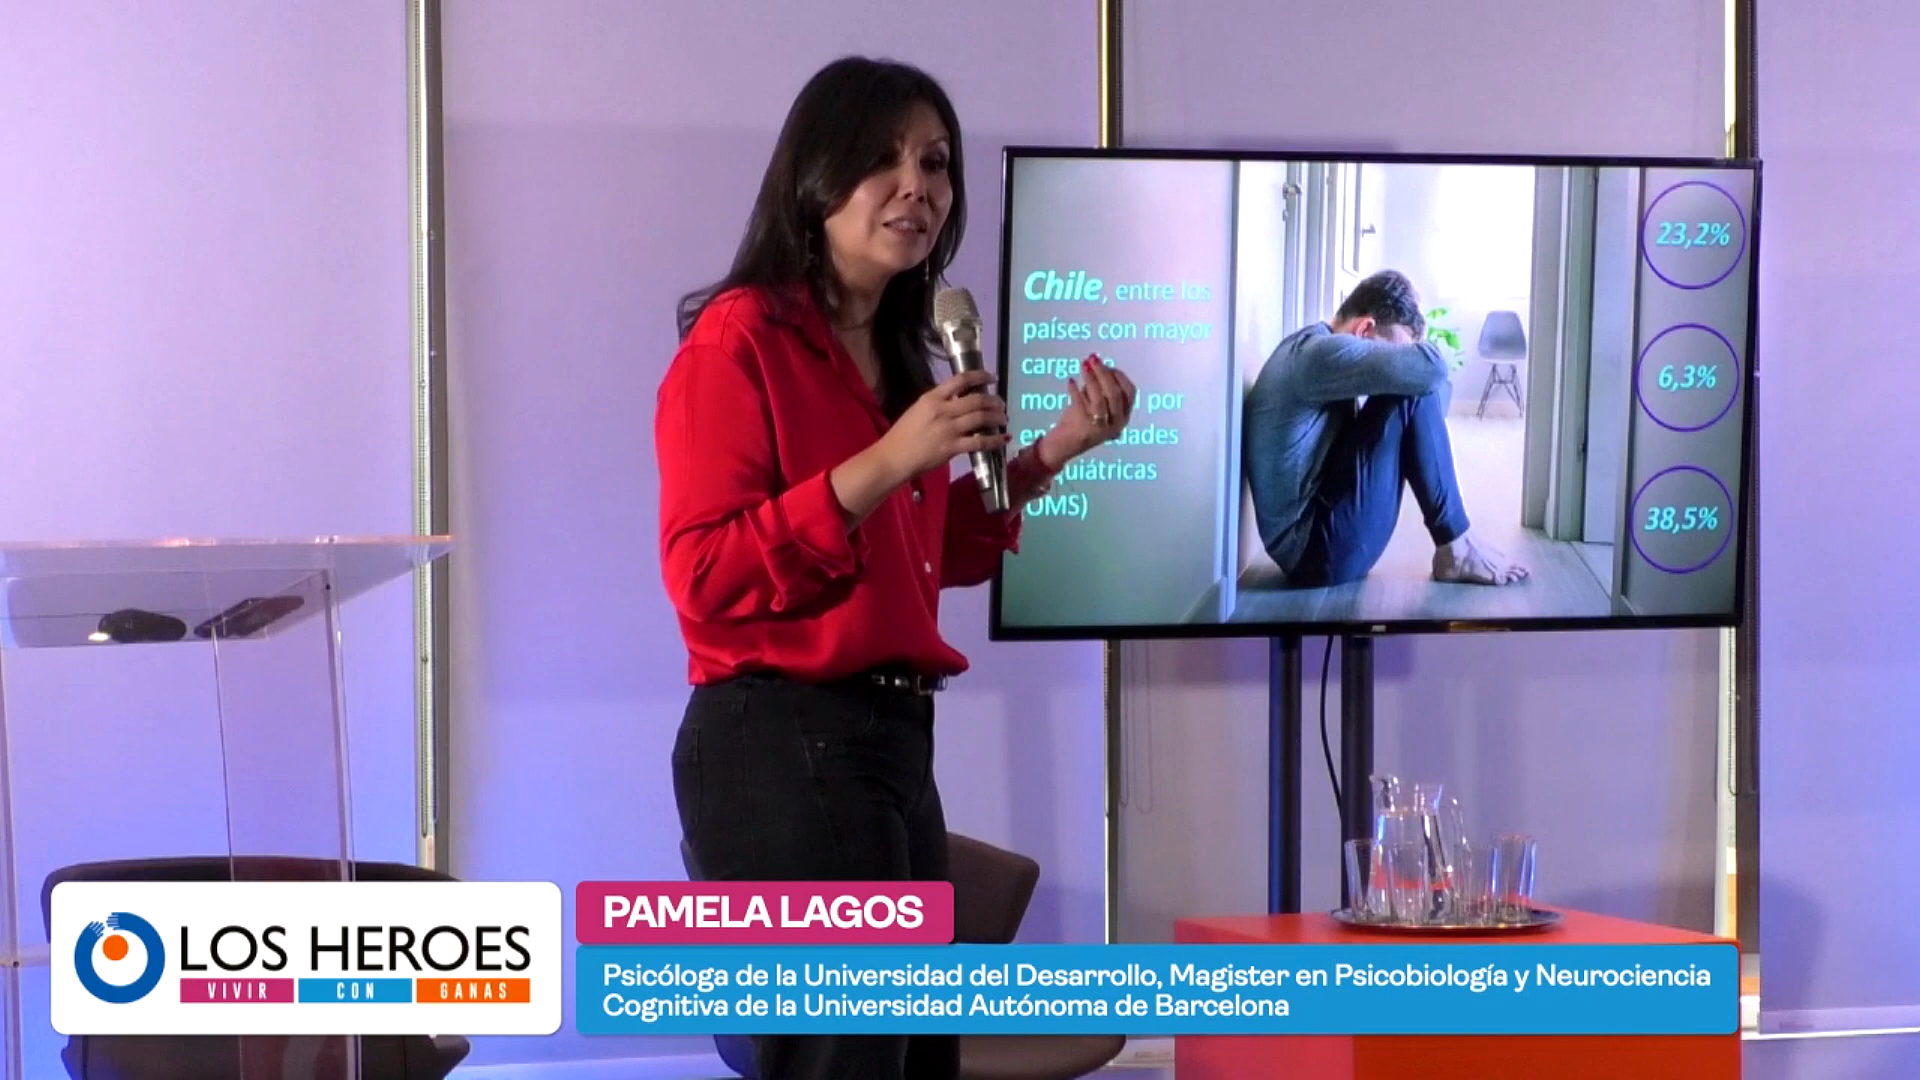 Chile, entre los
países con mayor
por
(OMS)
23,2%
6,3%
38,5%
LOS HEROES
VIVIR CON GANAS
PAMELA LAGOS
Psicóloga de la Universidad del Desarrollo, Magister en Psicobiología y Neurociencia
Cognitiva de la Universidad Autónoma de Barcelona